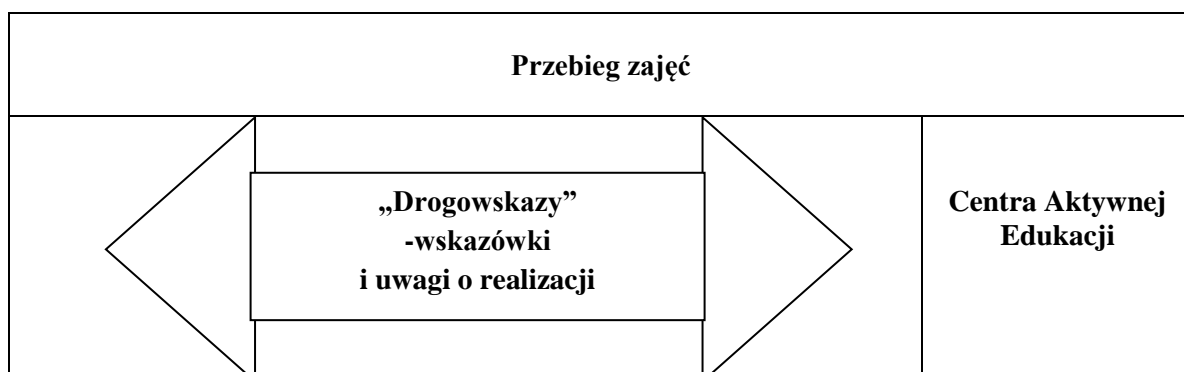 Przebieg zajęć
„Drogowskazy”
-wskazówki
i uwagi o realizacji
Centra Aktywnej
Edukacji